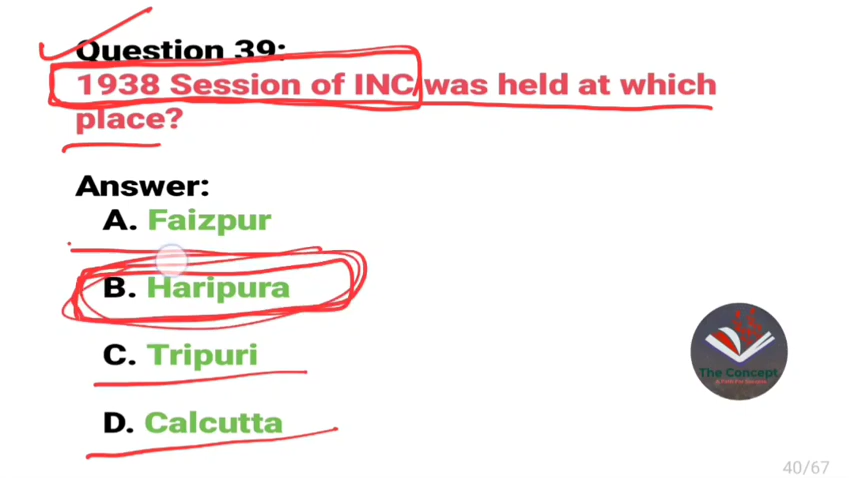 Question 39:
1938 Session of INC was held at which
place?
Answer:
A. Faizpur
B. Haripura
C. Tripuri
D. Calcutta
The Concept
40/67